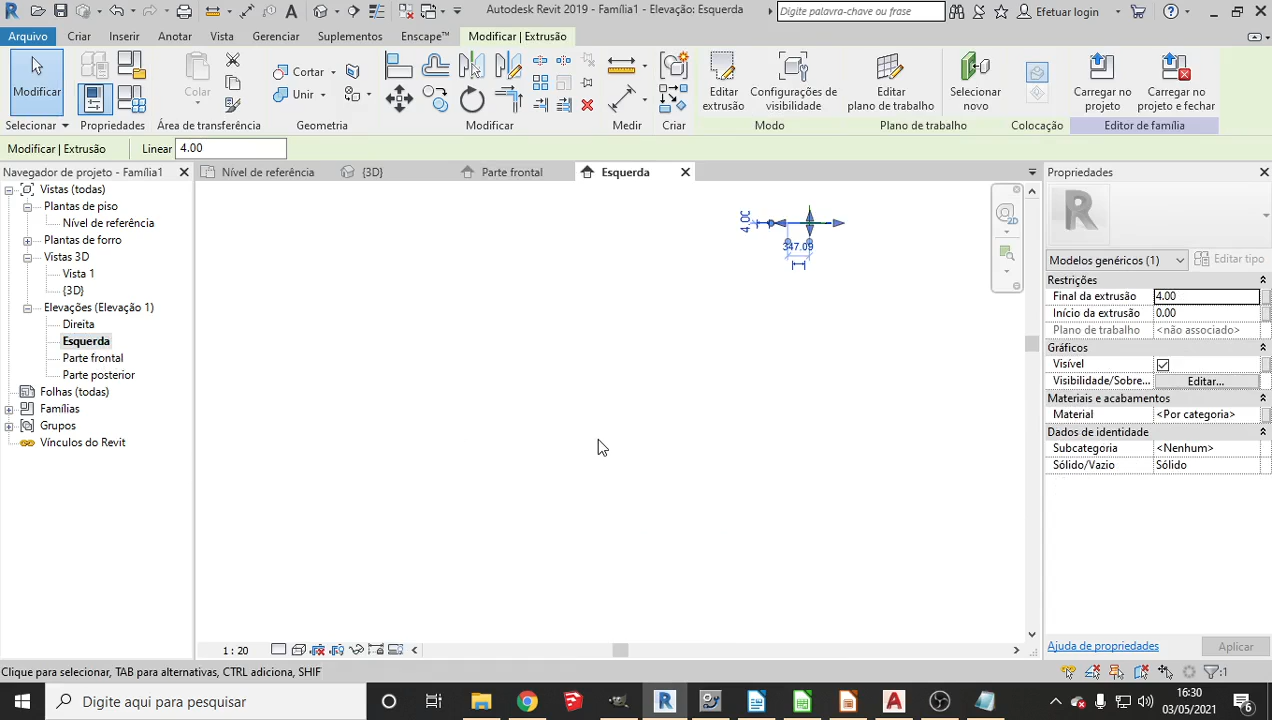 Autodesk Revit 2019 - Família1 - Elevação: Esquerda
Digite palavra-chave ou frase
Efetuar login
Arquivo
Criar
Inserir
Anotar
Vista
Gerenciar
Suplementos
Enscape™
Modificar | Extrusão
Modificar
Colar
Cortar
Unir
Editar
extrusão
Configurações de
visibilidade
Editar
plano de trabalho
Selecionar
novo
Carregar no
projeto
Carregar no
projeto e fechar
Selecionar
Propriedades
Área de transferência
Geometria
Modificar
Medir
Criar
Modo
Plano de trabalho
Colocação
Editor de família
Modificar | Extrusão
Linear
4.00
Navegador de projeto - Família1
Nível de referência
{3D}
Parte frontal
Esquerda
Propriedades
Vistas (todas)
Plantas de piso
Nível de referência
Plantas de forro
Vistas 3D
Vista 1
{3D}
Elevações (Elevação 1)
Direita
Esquerda
Parte frontal
Parte posterior
Folhas (todas)
Famílias
Grupos
Vínculos do Revit
347.09
2D
R
Modelos genéricos (1)
Editar tipo
Restrições
Final da extrusão
4.00
Início da extrusão
0.00
Plano de trabalho
<não associado>
Gráficos
Visível
Visibilidade/Sobre...
Editar...
Materiais e acabamentos
Material
<Por categoria>
Dados de identidade
Subcategoria
<Nenhum>
Sólido/Vazio
Sólido
Ajuda de propriedades
Aplicar
1 : 20
Clique para selecionar, TAB para alternativas, CTRL adiciona, SHIF
:1
Digite aqui para pesquisar
16:30
03/05/2021
6